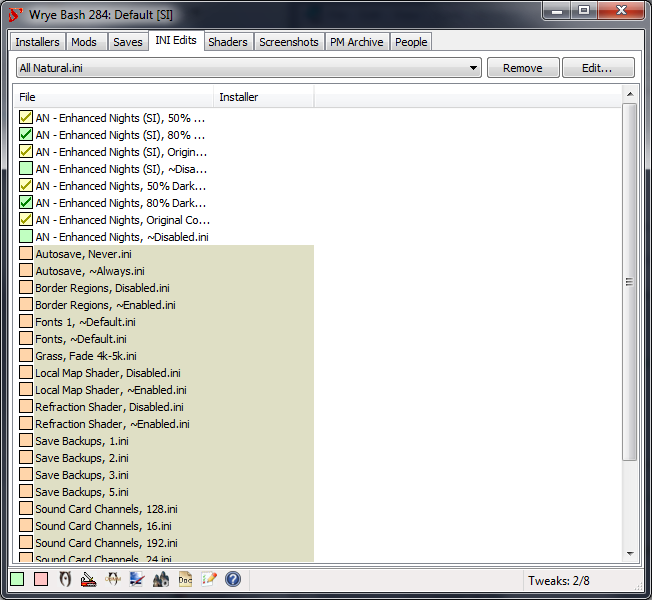 Wrye Bash 284: Default [SI]
Installers Mods Saves INI Edits Shaders Screenshots PM Archive People
All Natural.ini Remove Edit...
File Installer
AN - Enhanced Nights (SI), 50% ...
AN - Enhanced Nights (SI), 80% ...
AN - Enhanced Nights (SI), Origin...
AN - Enhanced Nights (SI), ~Disa...
AN - Enhanced Nights, 50% Dark...
AN - Enhanced Nights, 80% Dark...
AN - Enhanced Nights, Original Co...
AN - Enhanced Nights, ~Disabled.ini
Autosave, Never.ini
Autosave, ~Always.ini
Border Regions, Disabled.ini
Border Regions, ~Enabled.ini
Fonts 1, ~Default.ini
Fonts, ~Default.ini
Grass, Fade 4k-5k.ini
Local Map Shader, Disabled.ini
Local Map Shader, ~Enabled.ini
Refraction Shader, Disabled.ini
Refraction Shader, ~Enabled.ini
Save Backups, 1.ini
Save Backups, 2.ini
Save Backups, 3.ini
Save Backups, 5.ini
Sound Card Channels, 128.ini
Sound Card Channels, 16.ini
Sound Card Channels, 192.ini
Sound Card Channels, 24.ini
Doc
Tweaks: 2/8